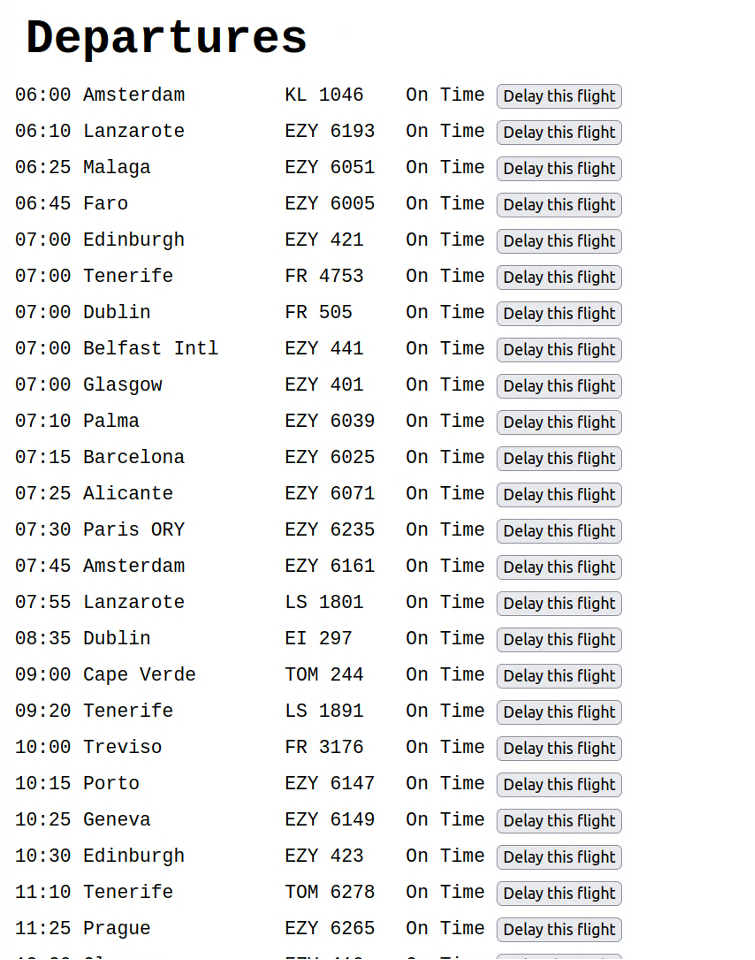 Departures
06:00 Amsterdam KL 1046 On Time Delay this flight
06:10 Lanzarote EZY 6193 On Time Delay this flight
06:25 Malaga EZY 6051 On Time Delay this flight
06:45 Faro EZY 6005 On Time Delay this flight
07:00 Edinburgh EZY 421 On Time Delay this flight
07:00 Tenerife FR 4753 On Time Delay this flight
07:00 Dublin FR 505 On Time Delay this flight
07:00 Belfast Intl EZY 441 On Time Delay this flight
07:00 Glasgow EZY 401 On Time Delay this flight
07:10 Palma EZY 6039 On Time Delay this flight
07:15 Barcelona EZY 6025 On Time Delay this flight
07:25 Alicante EZY 6071 On Time Delay this flight
07:30 Paris ORY EZY 6235 On Time Delay this flight
07:45 Amsterdam EZY 6161 On Time Delay this flight
07:55 Lanzarote LS 1801 On Time Delay this flight
08:35 Dublin EI 297 On Time Delay this flight
09:00 Cape Verde TOM 244 On Time Delay this flight
09:20 Tenerife LS 1891 On Time Delay this flight
10:00 Treviso FR 3176 On Time Delay this flight
10:15 Porto EZY 6147 On Time Delay this flight
10:25 Geneva EZY 6149 On Time Delay this flight
10:30 Edinburgh EZY 423 On Time Delay this flight
11:10 Tenerife TOM 6278 On Time Delay this flight
11:25 Prague EZY 6265 On Time Delay this flight